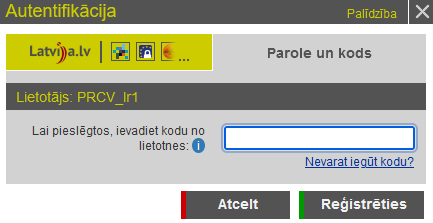 Autentifikācija
Palīdzība
Latvija.lv
...
Parole un kods
Lietotājs: PRCV_lr1
Lai pieslēgtos, ievadiet kodu no
lietotnes:
Nevarat iegūt kodu?
Atcelt
Reģistrēties